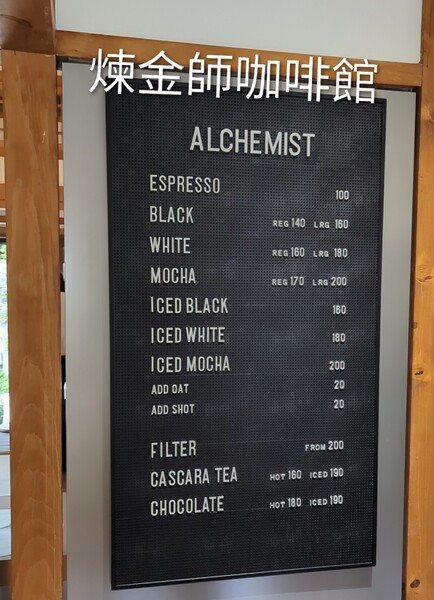 煉金師咖啡館
ALCHEMIST
ESPRESSO 100
BLACK REG 140 LRG 160
WHITE REG 160 LRG 180
MOCHA REG 170 LRG 200
ICED BLACK 160
ICED WHITE 180
ICED MOCHA 200
ADD OAT 20
ADD SHOT 20
FILTER FROM 200
CASCARA TEA HOT 160 ICED 190
CHOCOLATE HOT 180 ICED 190